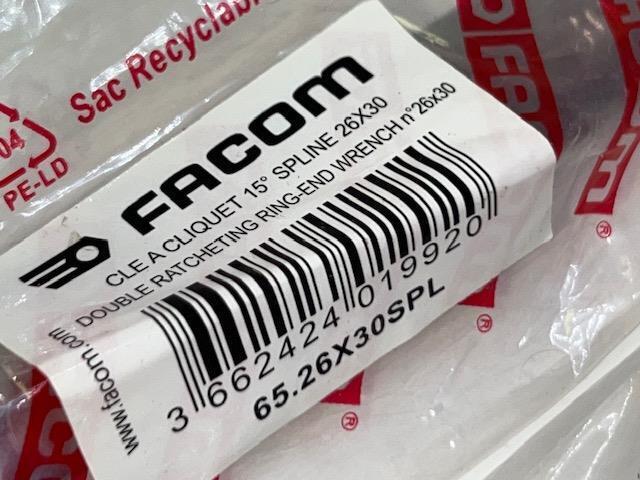 Sac Recyclable
04
PE-LD
FACOM
CLE A CLIQUET 15° SPLINE 26X30
DOUBLE RATCHETING RING-END WRENCH n°26x30
3 662424 019920
65.26X30SPL
www.facom.com